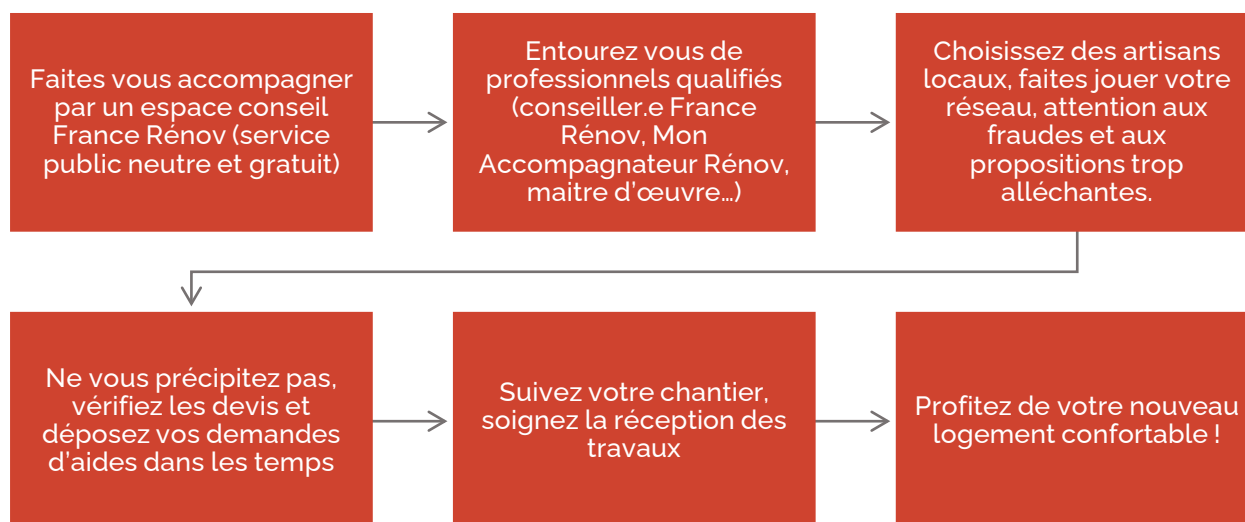 Faites vous accompagner
par un espace conseil
France Rénov (service
public neutre et gratuit)
Entourez vous de
professionnels qualifiés
(conseiller.e France
Rénov, Mon
Accompagnateur Rénov,
maitre d’œuvre…)
Choisissez des artisans
locaux, faites jouer votre
réseau, attention aux
fraudes et aux
propositions trop
alléchantes.
Ne vous précipitez pas,
vérifiez les devis et
déposez vos demandes
d’aides dans les temps
Suivez votre chantier,
soignez la réception des
travaux
Profitez de votre nouveau
logement confortable !